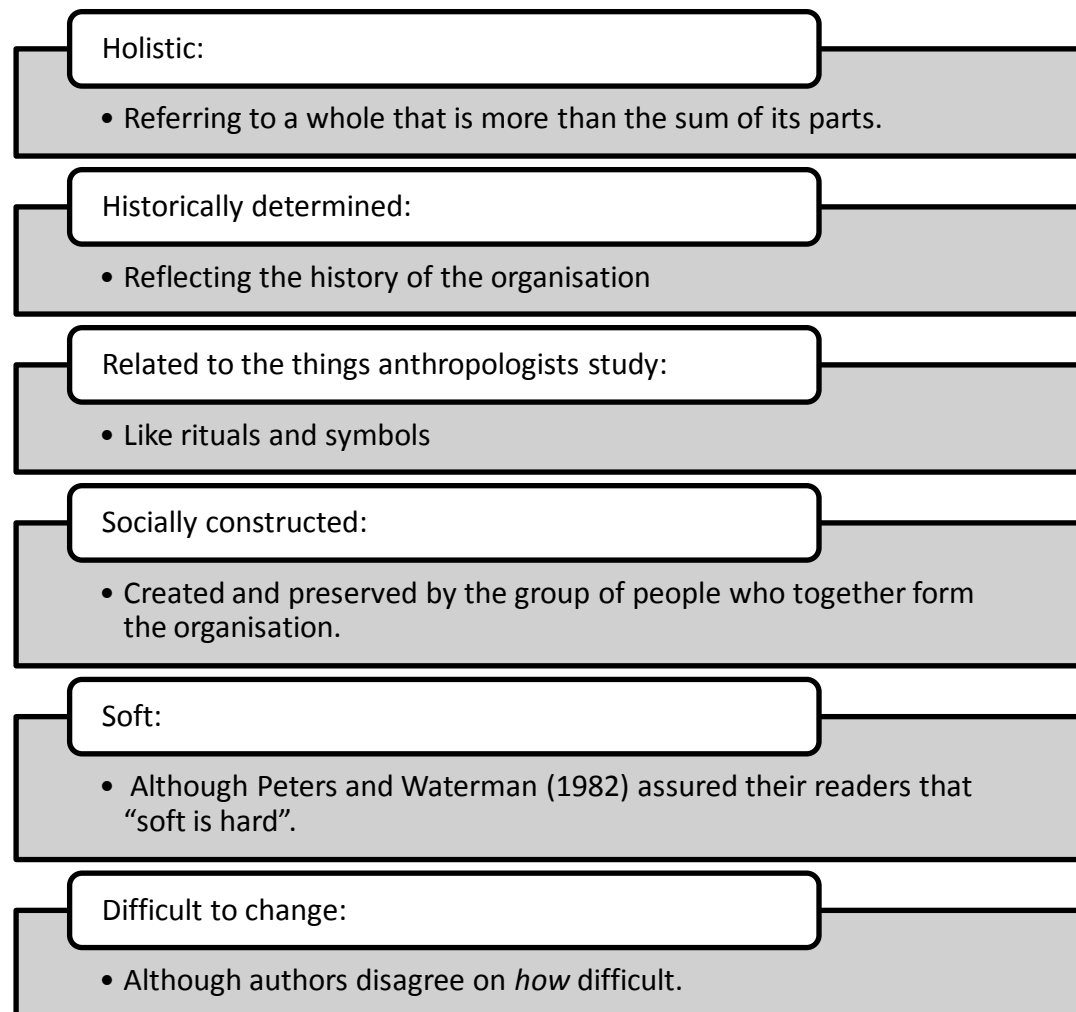 Holistic:
• Referring to a whole that is more than the sum of its parts.
Historically determined:
• Reflecting the history of the organisation
Related to the things anthropologists study:
• Like rituals and symbols
Socially constructed:
• Created and preserved by the group of people who together form
the organisation.
Soft:
• Although Peters and Waterman (1982) assured their readers that
“soft is hard”.
Difficult to change:
• Although authors disagree on how difficult.